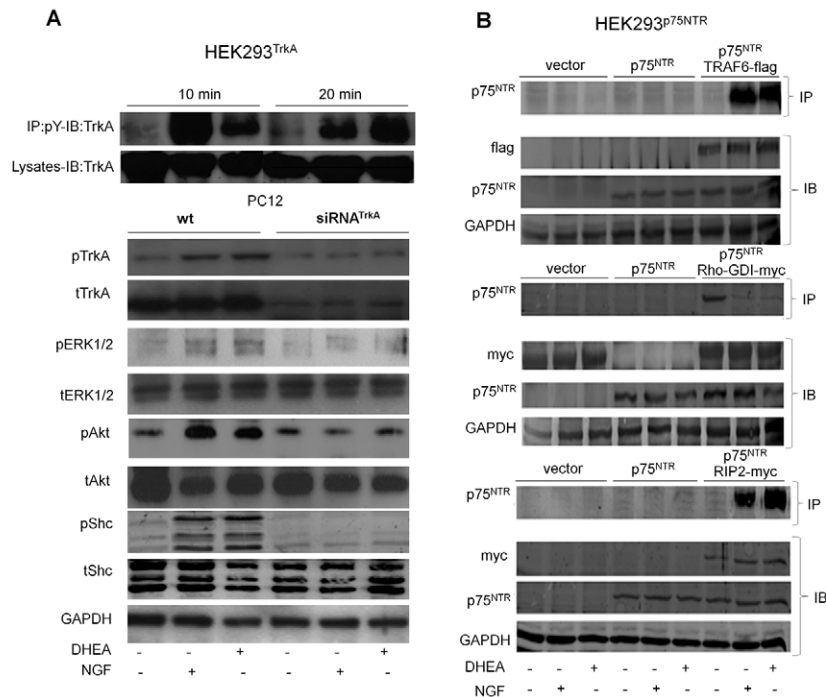 A
HEK293TrkA
10 min 20 min
IP:pY-IB:TrkA
Lysates-IB:TrkA
PC12
wt siRNATrkA
pTrkA
tTrkA
pERK1/2
tERK1/2
pAkt
tAkt
pShc
tShc
GAPDH
DHEA - - + - - +
NGF - + - - + -
B
HEK293p75NTR
vector p75NTR p75NTR
TRAF6-flag
p75NTR IP
flag
p75NTR IB
GAPDH
vector p75NTR p75NTR
Rho-GDI-myc
p75NTR IP
myc
p75NTR IB
GAPDH
vector p75NTR p75NTR
RIP2-myc
p75NTR IP
myc
p75NTR IB
GAPDH
DHEA - - + - - + - - +
NGF - + - - + - - + -